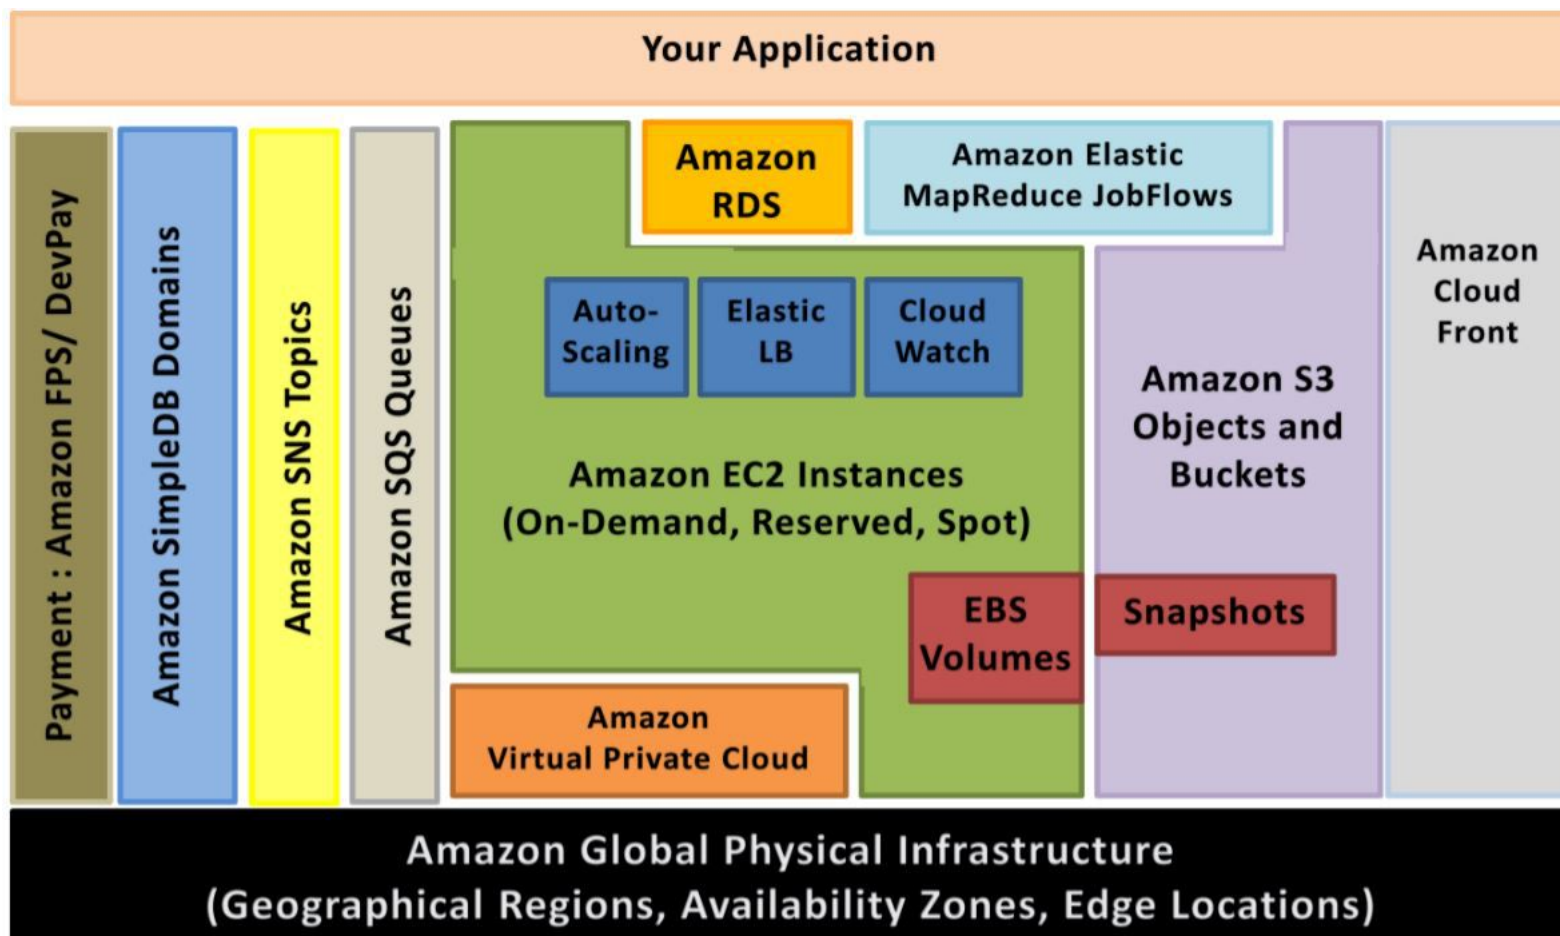 Your Application
Payment : Amazon FPS/ DevPay
Amazon SimpleDB Domains
Amazon SNS Topics
Amazon SQS Queues
Amazon
RDS
Amazon Elastic
MapReduce JobFlows
Auto-
Scaling
Elastic
LB
Cloud
Watch
Amazon EC2 Instances
(On-Demand, Reserved, Spot)
EBS
Volumes
Amazon
Virtual Private Cloud
Amazon S3
Objects and
Buckets
Snapshots
Amazon
Cloud
Front
Amazon Global Physical Infrastructure
(Geographical Regions, Availability Zones, Edge Locations)